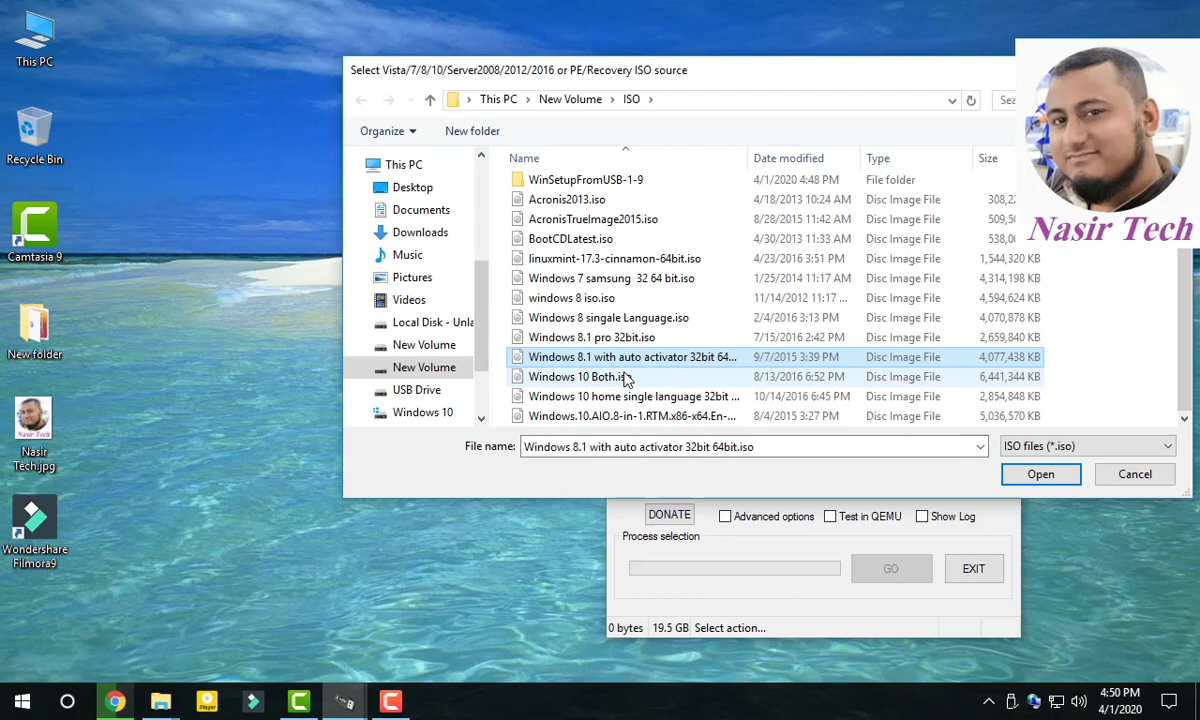 This PC
Recycle Bin
Camtasia 9
New folder
Nasir
Tech.jpg
Wondershare
Filmora9
Select Vista/7/8/10/Server2008/2012/2016 or PE/Recovery ISO source
This PC > New Volume > ISO >
Organize
New folder
This PC
Desktop
Documents
Downloads
Music
Pictures
Videos
Local Disk - Unla
New Volume
New Volume
USB Drive
Windows 10
Name Date modified Type Size
WinSetupFromUSB-1-9 4/1/2020 4:48 PM File folder
Acronis2013.iso 4/18/2013 10:24 AM Disc Image File 308,
AcronisTrueImage2015.iso 8/28/2015 11:42 AM Disc Image File 509,
BootCDLatest.iso 4/30/2013 11:33 AM Disc Image File 538,
linuxmint-17.3-cinnamon-64bit.iso 4/23/2016 3:51 PM Disc Image File 1,544,320 KB
Windows 7 samsung 32 64 bit.iso 1/25/2014 11:17 AM Disc Image File 4,314,198 KB
windows 8 iso.iso 11/14/2012 11:17 ... Disc Image File 4,594,624 KB
Windows 8 singale Language.iso 2/4/2016 3:13 PM Disc Image File 4,070,878 KB
Windows 8.1 pro 32bit.iso 7/15/2016 2:42 PM Disc Image File 2,659,840 KB
Windows 8.1 with auto activator 32bit 64... 9/7/2015 3:39 PM Disc Image File 4,077,438 KB
Windows 10 Both.iso 8/13/2016 6:52 PM Disc Image File 6,441,344 KB
Windows 10 home single language 32bit ... 10/14/2016 6:45 PM Disc Image File 2,854,848 KB
Windows.10.AIO.8-in-1.RTM.x86-x64.En-... 8/4/2015 3:27 PM Disc Image File 5,036,570 KB
File name: Windows 8.1 with auto activator 32bit 64bit.iso ISO files (*.iso)
Open Cancel
Nasir Tech
DONATE Advanced options Test in QEMU Show Log
Process selection
GO EXIT
0 bytes 19.5 GB Select action...
Player
4:50 PM
4/1/2020